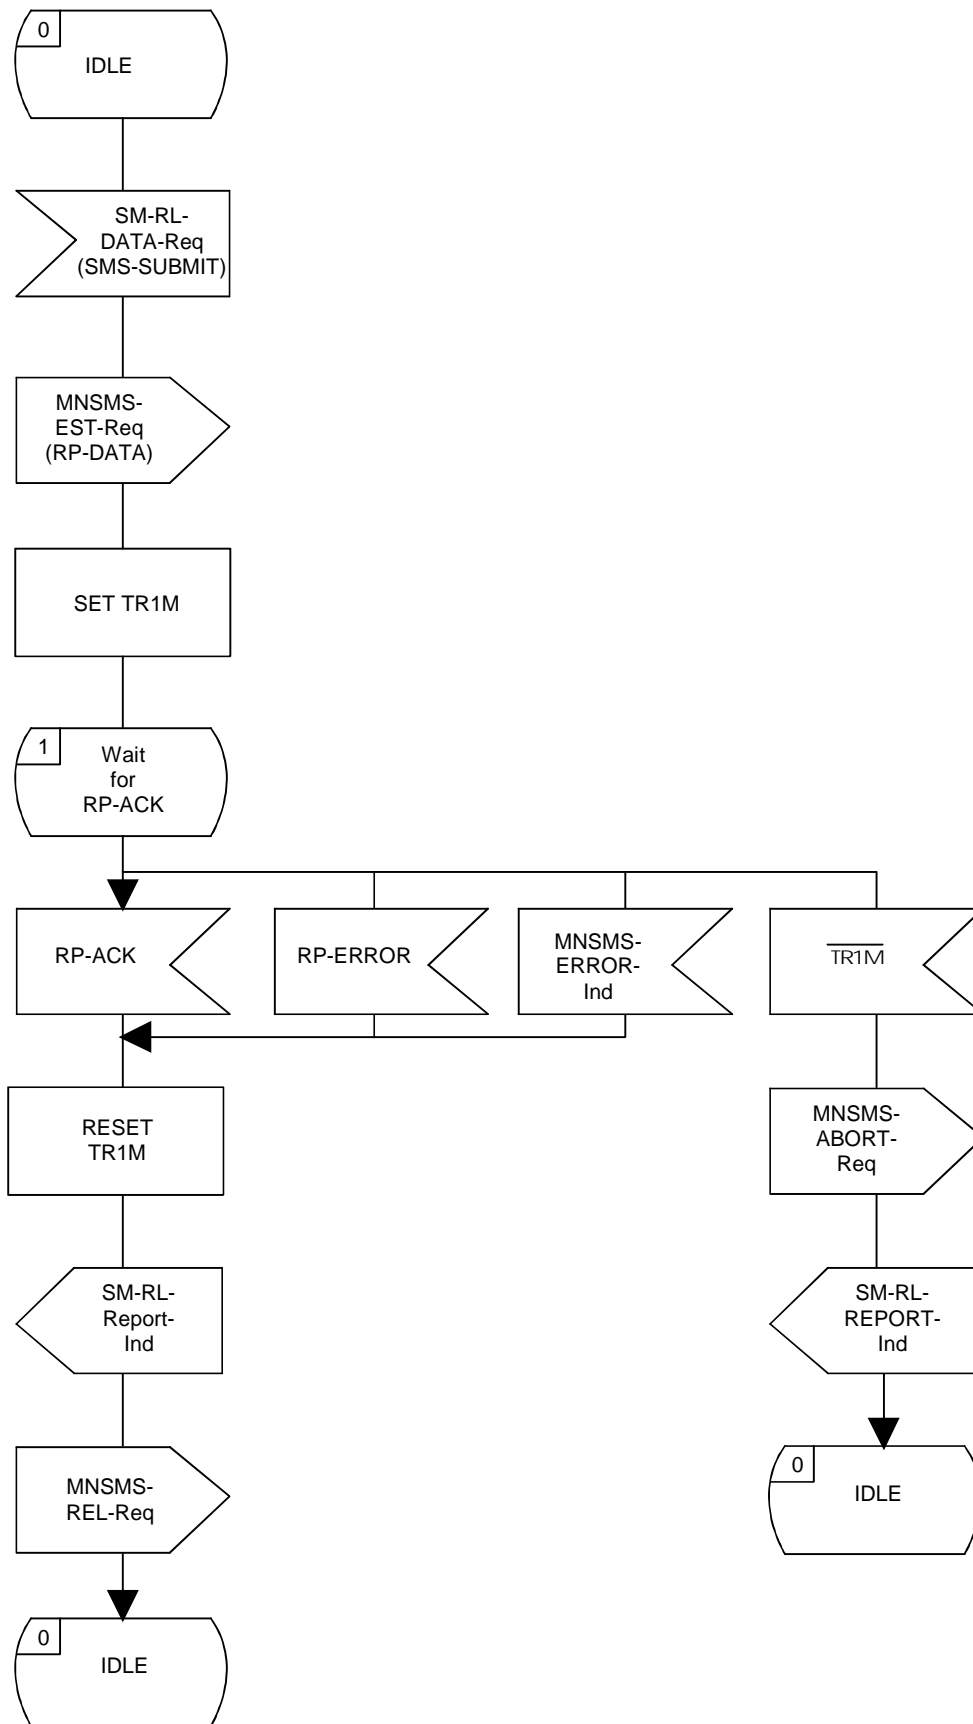 0
IDLE
SM-RL-
DATA-Req
(SMS-SUBMIT)
MNSMS-
EST-Req
(RP-DATA)
SET TR1M
1
Wait
for
RP-ACK
RP-ACK
RP-ERROR
MNSMS-
ERROR-
Ind
TR1M
RESET
TR1M
MNSMS-
ABORT-
Req
SM-RL-
Report-
Ind
SM-RL-
REPORT-
Ind
MNSMS-
REL-Req
0
IDLE
0
IDLE